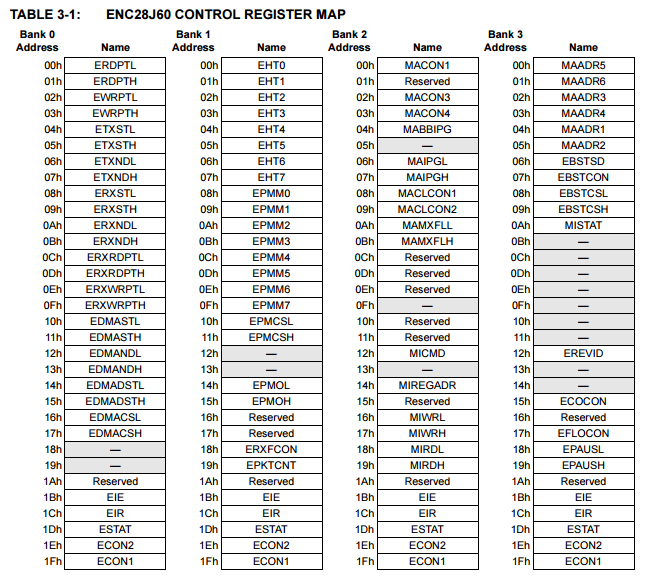 TABLE 3-1: ENC28J60 CONTROL REGISTER MAP
Bank 0 Bank 1 Bank 2 Bank 3
Address Name Address Name Address Name Address Name
00h ERDPTL 00h EHT0 00h MACON1 00h MAADR5
01h ERDPTH 01h EHT1 01h Reserved 01h MAADR6
02h EWRPTL 02h EHT2 02h MACON3 02h MAADR3
03h EWRPTH 03h EHT3 03h MACON4 03h MAADR4
04h ETXSTL 04h EHT4 04h MABBIPG 04h MAADR1
05h ETXSTH 05h EHT5 05h — 05h MAADR2
06h ETXNDL 06h EHT6 06h MAIPGL 06h EBSTSD
07h ETXNDH 07h EHT7 07h MAIPGH 07h EBSTCON
08h ERXSTL 08h EPMM0 08h MACLCON1 08h EBSTCSL
09h ERXSTH 09h EPMM1 09h MACLCON2 09h EBSTCSH
0Ah ERXNDL 0Ah EPMM2 0Ah MAMXFLL 0Ah MISTAT
0Bh ERXNDH 0Bh EPMM3 0Bh MAMXFLH 0Bh —
0Ch ERXRDPTL 0Ch EPMM4 0Ch Reserved 0Ch —
0Dh ERXRDPTH 0Dh EPMM5 0Dh Reserved 0Dh —
0Eh ERXWRPTL 0Eh EPMM6 0Eh Reserved 0Eh —
0Fh ERXWRPTH 0Fh EPMM7 0Fh — 0Fh —
10h EDMASTL 10h EPMCSL 10h Reserved 10h —
11h EDMASTH 11h EPMCSH 11h Reserved 11h —
12h EDMANDL 12h — 12h MICMD 12h EREVID
13h EDMANDH 13h — 13h — 13h —
14h EDMADSTL 14h EPMOL 14h MIREGADR 14h —
15h EDMADSTH 15h EPMOH 15h Reserved 15h ECOCON
16h EDMACSL 16h Reserved 16h MIWRL 16h Reserved
17h EDMACSH 17h Reserved 17h MIWRH 17h EFLOCON
18h — 18h ERXFCON 18h MIRDL 18h EPAUSL
19h — 19h EPKTCNT 19h MIRDH 19h EPAUSH
1Ah Reserved 1Ah Reserved 1Ah Reserved 1Ah Reserved
1Bh EIE 1Bh EIE 1Bh EIE 1Bh EIE
1Ch EIR 1Ch EIR 1Ch EIR 1Ch EIR
1Dh ESTAT 1Dh ESTAT 1Dh ESTAT 1Dh ESTAT
1Eh ECON2 1Eh ECON2 1Eh ECON2 1Eh ECON2
1Fh ECON1 1Fh ECON1 1Fh ECON1 1Fh ECON1